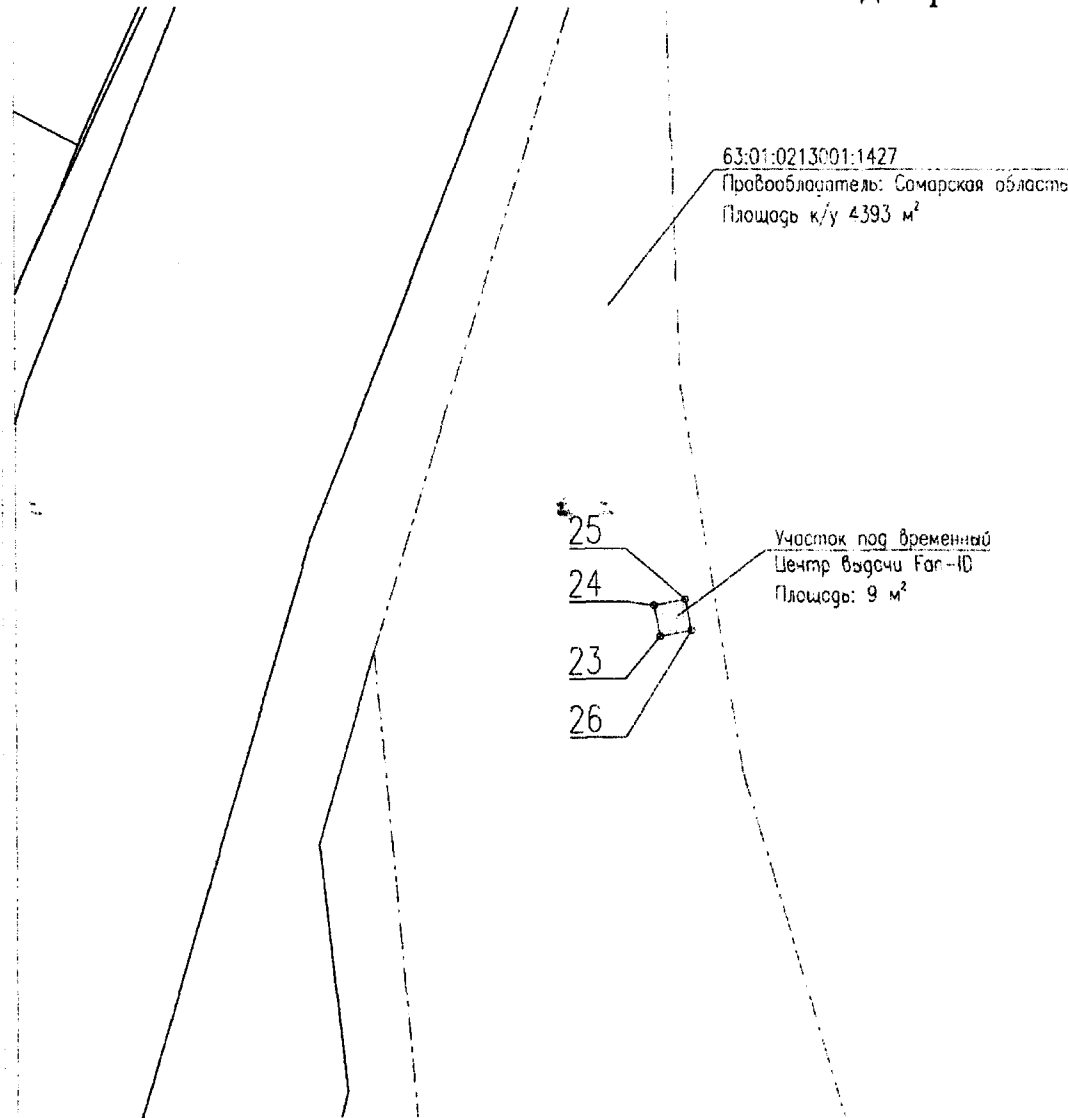 63:01:0213001:1427
Правообладатель: Самарская область
Площадь к/у 4393 м²
25
Участок под временный
Центр выдачи Fan-ID
24
Площадь: 9 м²
23
26